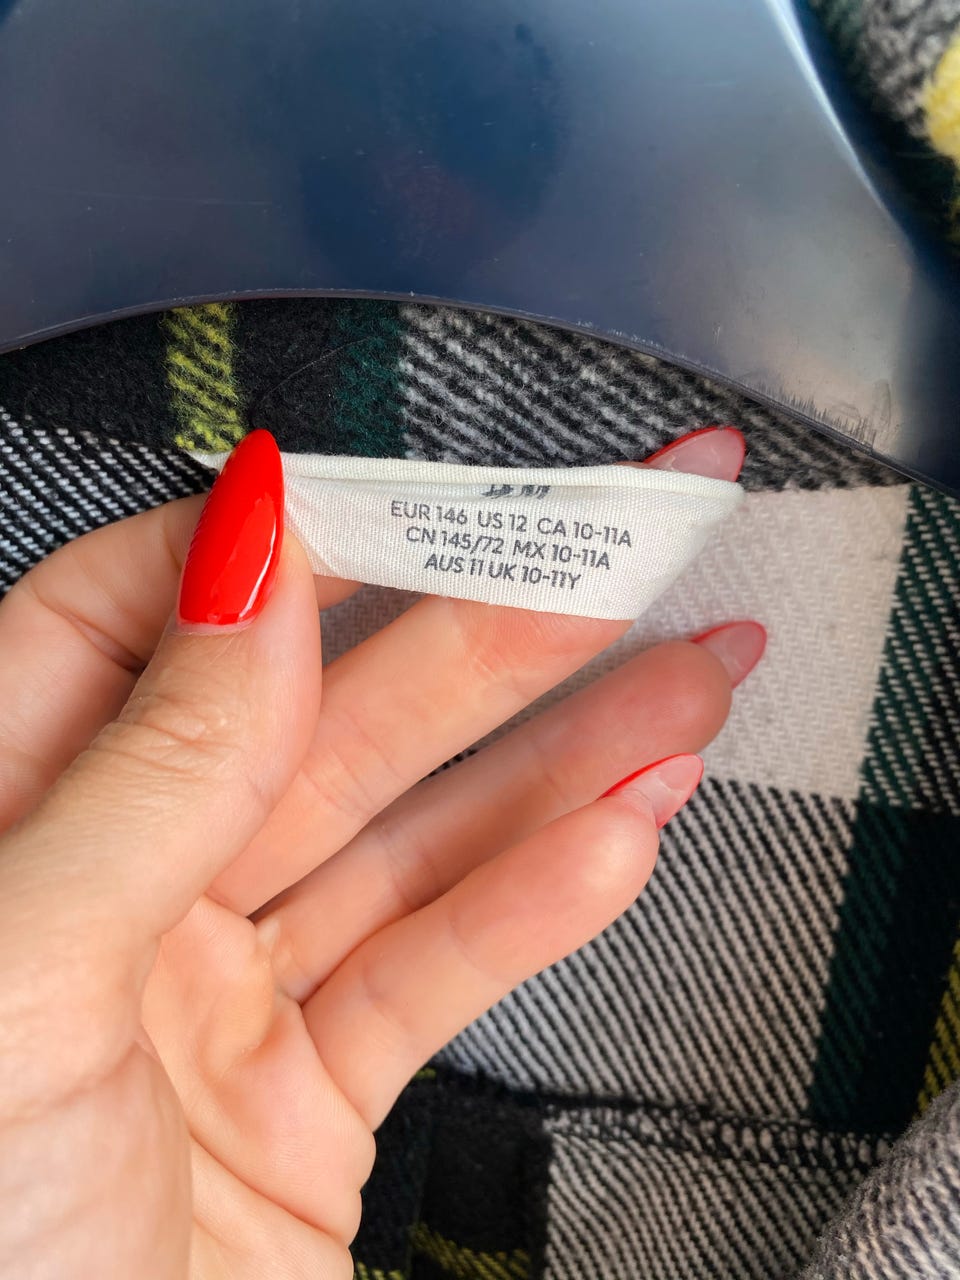 EUR 146 US 12 CA 10-11A
CN 145/72 MX 10-11A
AUS 11 UK 10-11Y